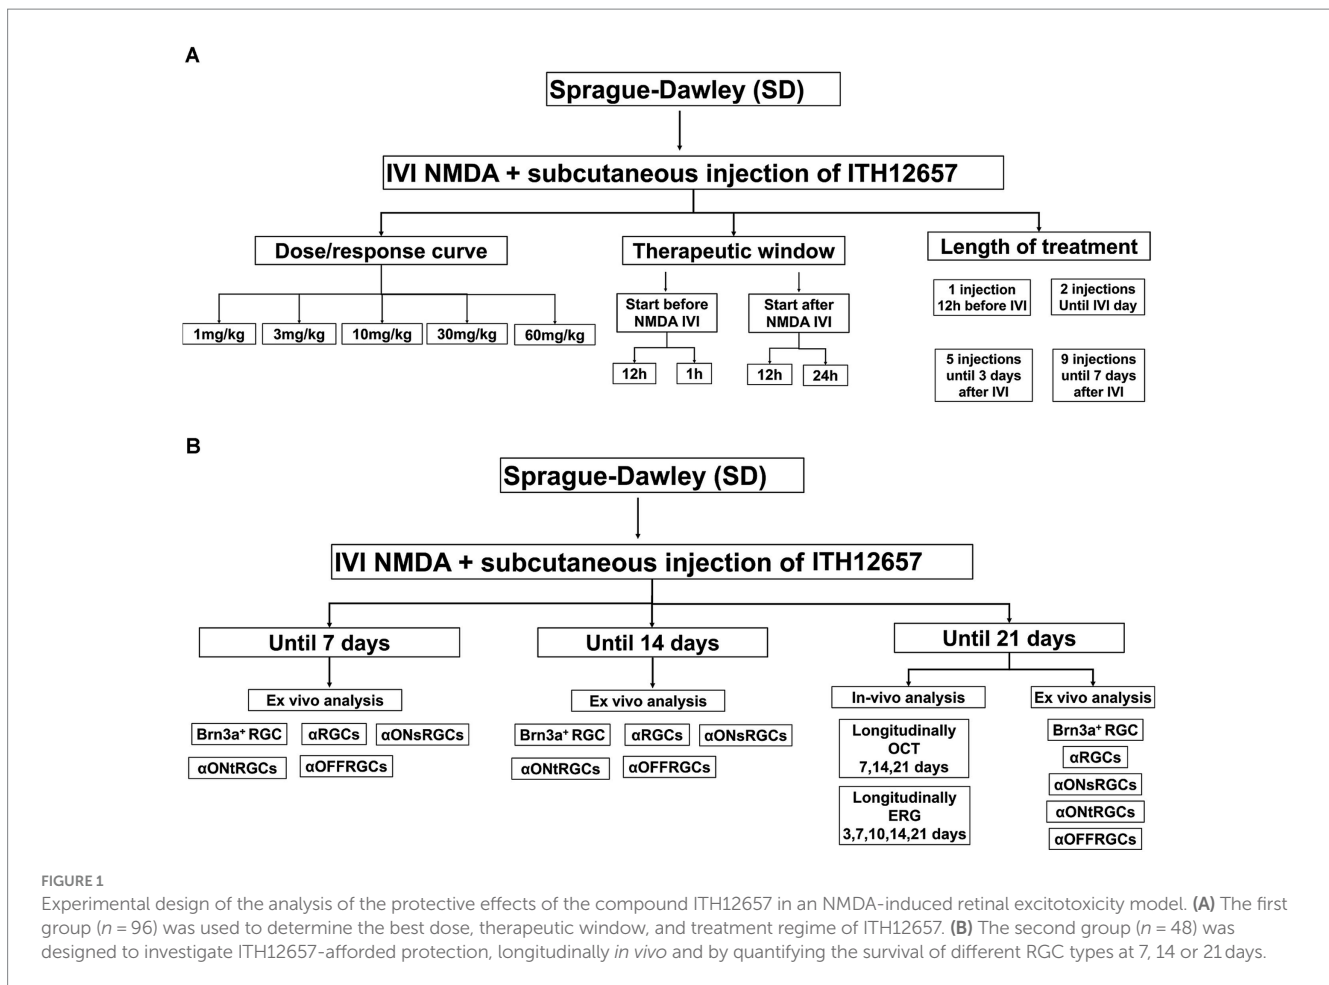 A
Sprague-Dawley (SD)
IVI NMDA + subcutaneous injection of ITH12657
Dose/response curve
Therapeutic window
Length of treatment
1mg/kg
3mg/kg
10mg/kg
30mg/kg
60mg/kg
Start before
NMDA IVI
Start after
NMDA IVI
12h
1h
12h
24h
1 injection
12h before IVI
2 injections
Until IVI day
5 injections
until 3 days
after IVI
9 injections
until 7 days
after IVI
B
Sprague-Dawley (SD)
IVI NMDA + subcutaneous injection of ITH12657
Until 7 days
Until 14 days
Until 21 days
Ex vivo analysis
Brn3a⁺ RGC
αRGCs
αONsRGCs
αONtRGCs
αOFFRGCs
Ex vivo analysis
Brn3a⁺ RGC
αRGCs
αONsRGCs
αONtRGCs
αOFFRGCs
In-vivo analysis
Longitudinally
OCT
7,14,21 days
Longitudinally
ERG
3,7,10,14,21 days
Ex vivo analysis
Brn3a⁺ RGC
αRGCs
αONsRGCs
αONtRGCs
αOFFRGCs
FIGURE 1
Experimental design of the analysis of the protective effects of the compound ITH12657 in an NMDA-induced retinal excitotoxicity model. (A) The first
group (n = 96) was used to determine the best dose, therapeutic window, and treatment regime of ITH12657. (B) The second group (n = 48) was
designed to investigate ITH12657-afforded protection, longitudinally in vivo and by quantifying the survival of different RGC types at 7, 14 or 21 days.